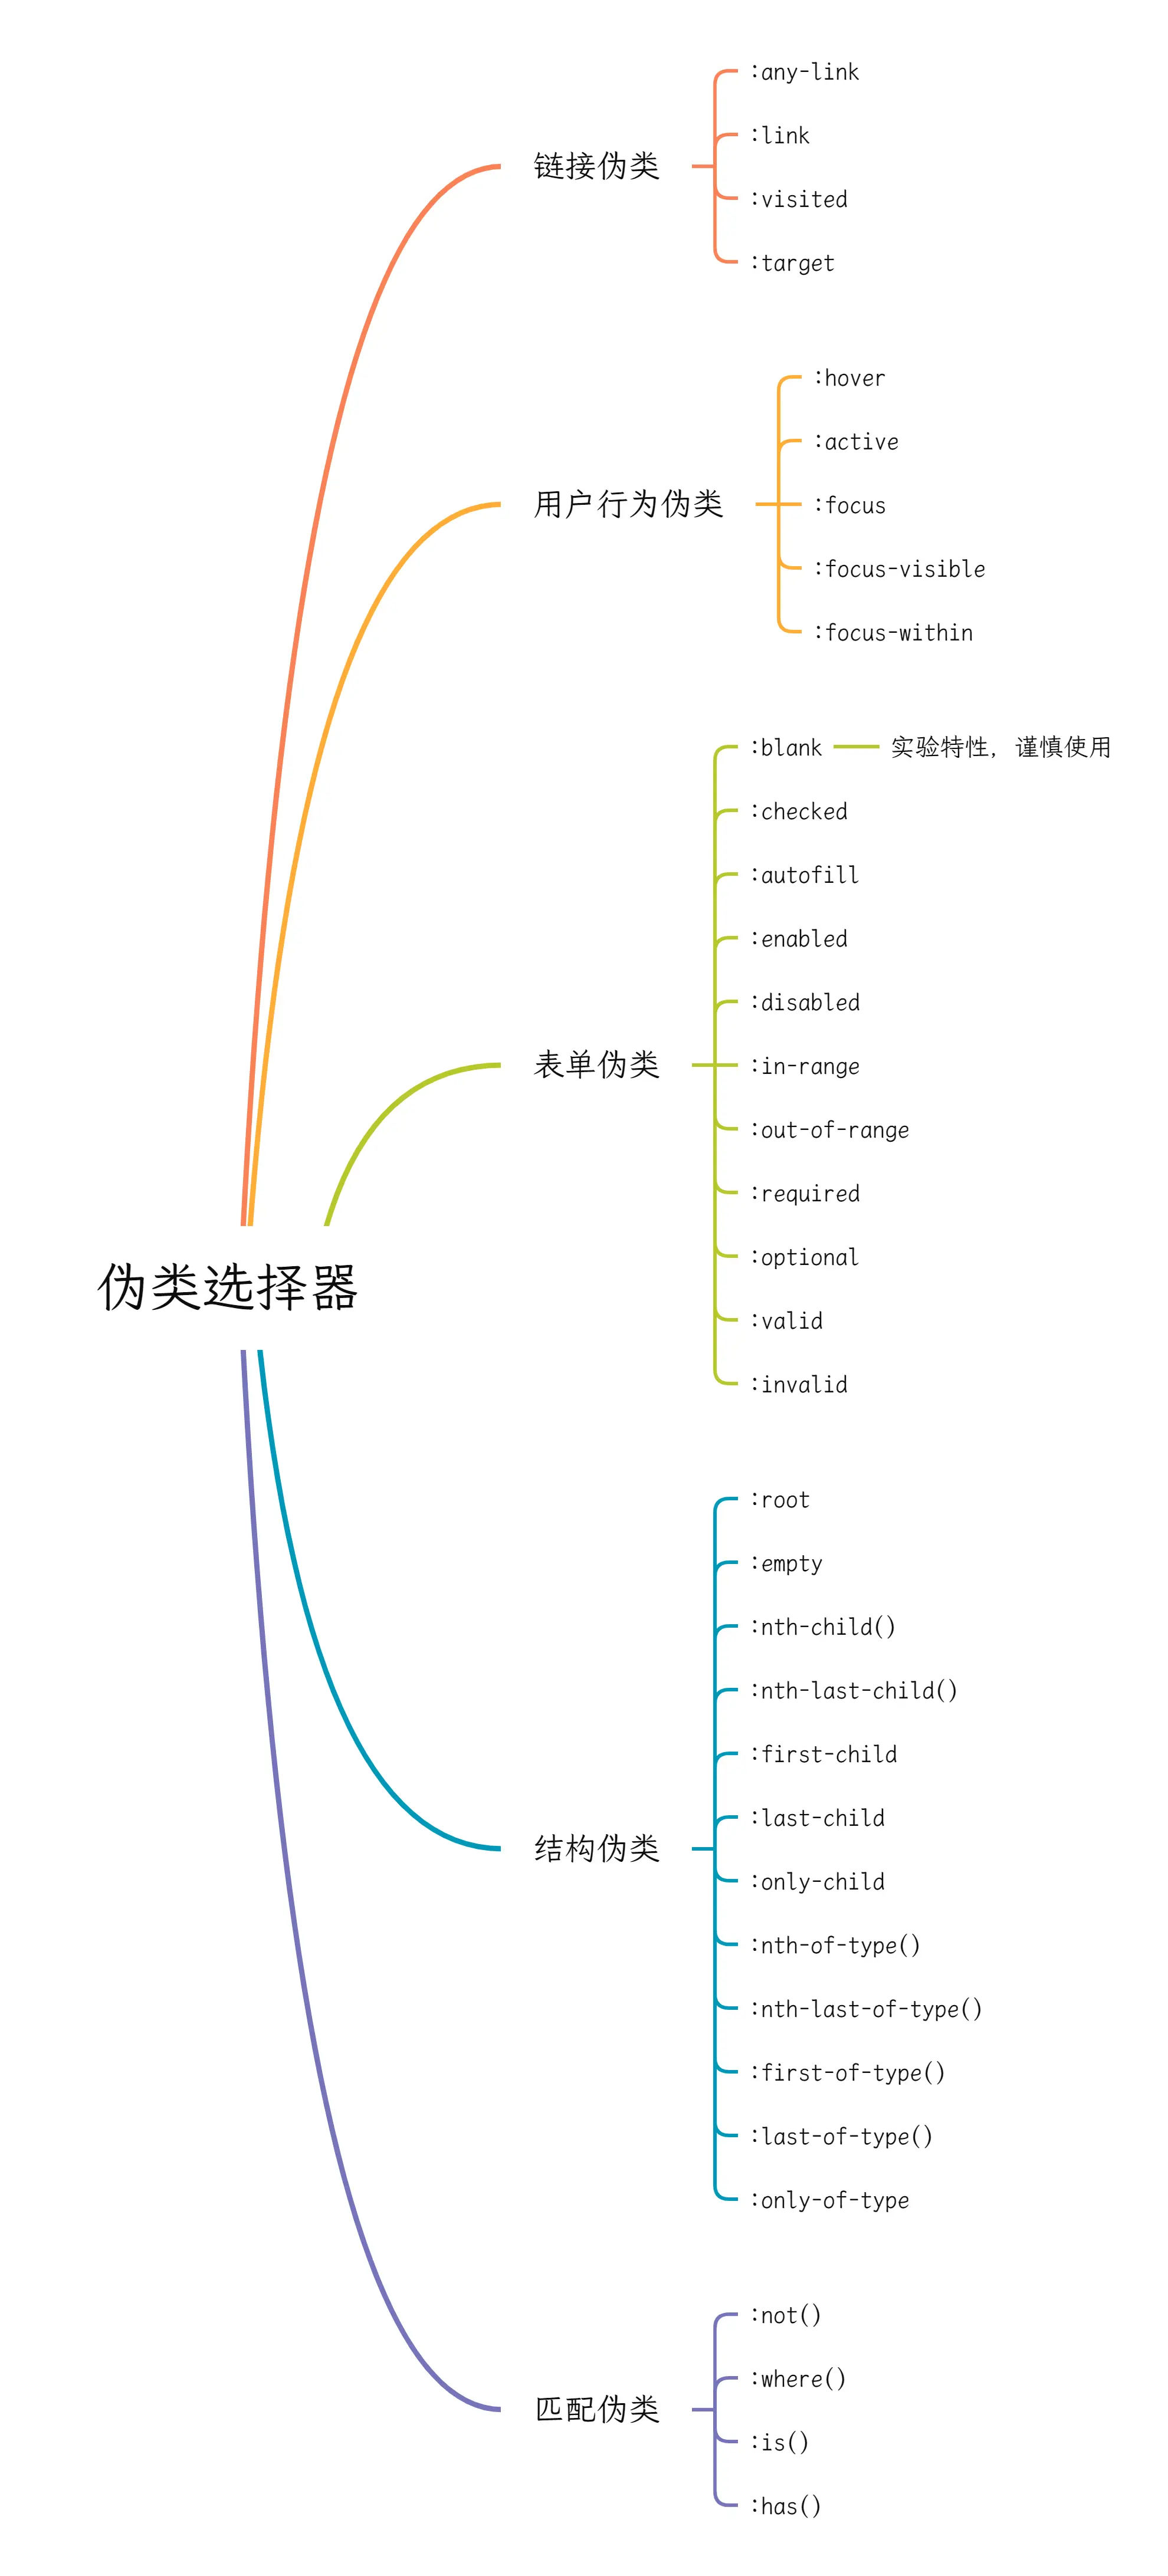 伪类选择器
链接伪类
:any-link
:link
:visited
:target
用户行为伪类
:hover
:active
:focus
:focus-visible
:focus-within
表单伪类
:blank
实验特性，谨慎使用
:checked
:autofill
:enabled
:disabled
:in-range
:out-of-range
:required
:optional
:valid
:invalid
结构伪类
:root
:empty
:nth-child()
:nth-last-child()
:first-child
:last-child
:only-child
:nth-of-type()
:nth-last-of-type()
:first-of-type()
:last-of-type()
:only-of-type
匹配伪类
:not()
:where()
:is()
:has()